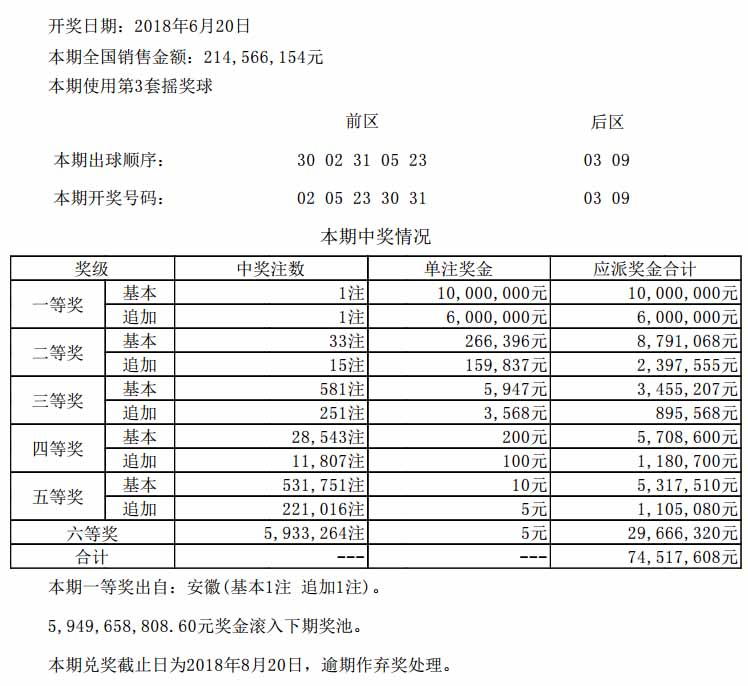 开奖日期：2018年6月20日
本期全国销售金额：214,566,154元
本期使用第3套摇奖球
前区 后区
本期出球顺序： 30 02 31 05 23 03 09
本期开奖号码： 02 05 23 30 31 03 09
本期中奖情况
奖级 中奖注数 单注奖金 应派奖金合计
一等奖 基本 1注 10,000,000元 10,000,000元
追加 1注 6,000,000元 6,000,000元
二等奖 基本 33注 266,396元 8,791,068元
追加 15注 159,837元 2,397,555元
三等奖 基本 581注 5,947元 3,455,207元
追加 251注 3,568元 895,568元
四等奖 基本 28,543注 200元 5,708,600元
追加 11,807注 100元 1,180,700元
五等奖 基本 531,751注 10元 5,317,510元
追加 221,016注 5元 1,105,080元
六等奖 5,933,264注 5元 29,666,320元
合计 --- --- 74,517,608元
本期一等奖出自：安徽(基本1注 追加1注)。
5,949,658,808.60元奖金滚入下期奖池。
本期兑奖截止日为2018年8月20日，逾期作弃奖处理。